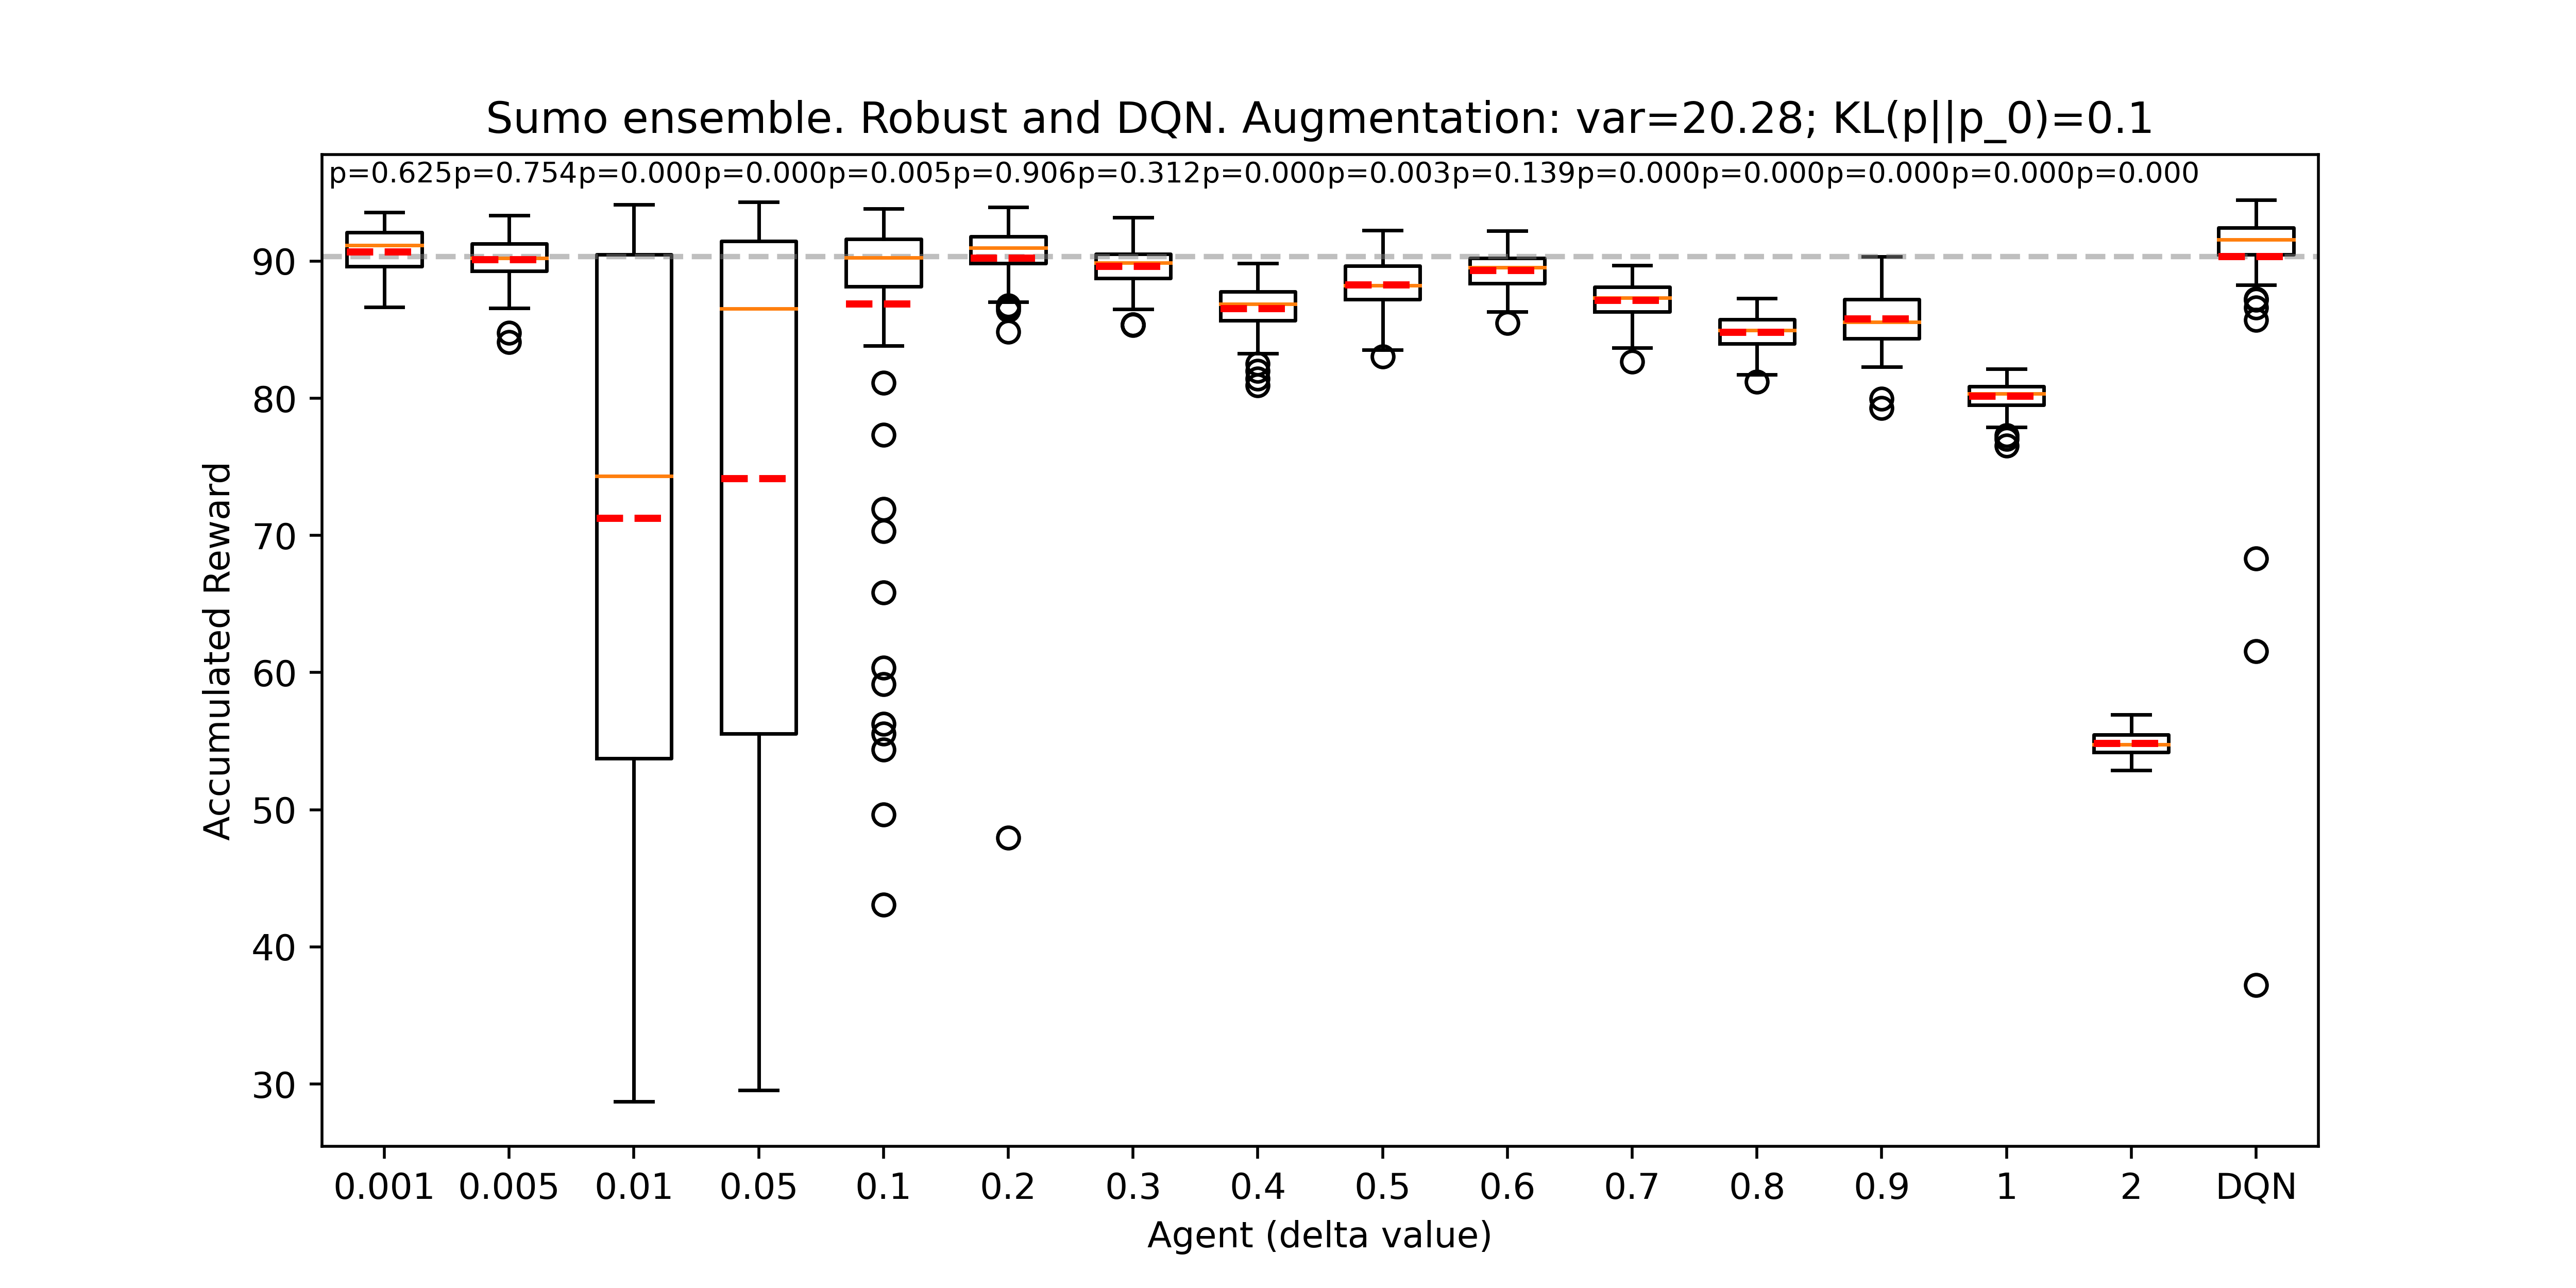 Sumo ensemble. Robust and DQN. Augmentation: var=20.28; KL(p||p_0)=0.1
p=0.625p=0.754p=0.000p=0.000p=0.005p=0.906p=0.312p=0.000p=0.003p=0.139p=0.000p=0.000p=0.000p=0.000p=0.000
90
80
70
60
50
40
30
Accumulated Reward
0.001 0.005 0.01 0.05 0.1 0.2 0.3 0.4 0.5 0.6 0.7 0.8 0.9 1 2 DQN
Agent (delta value)